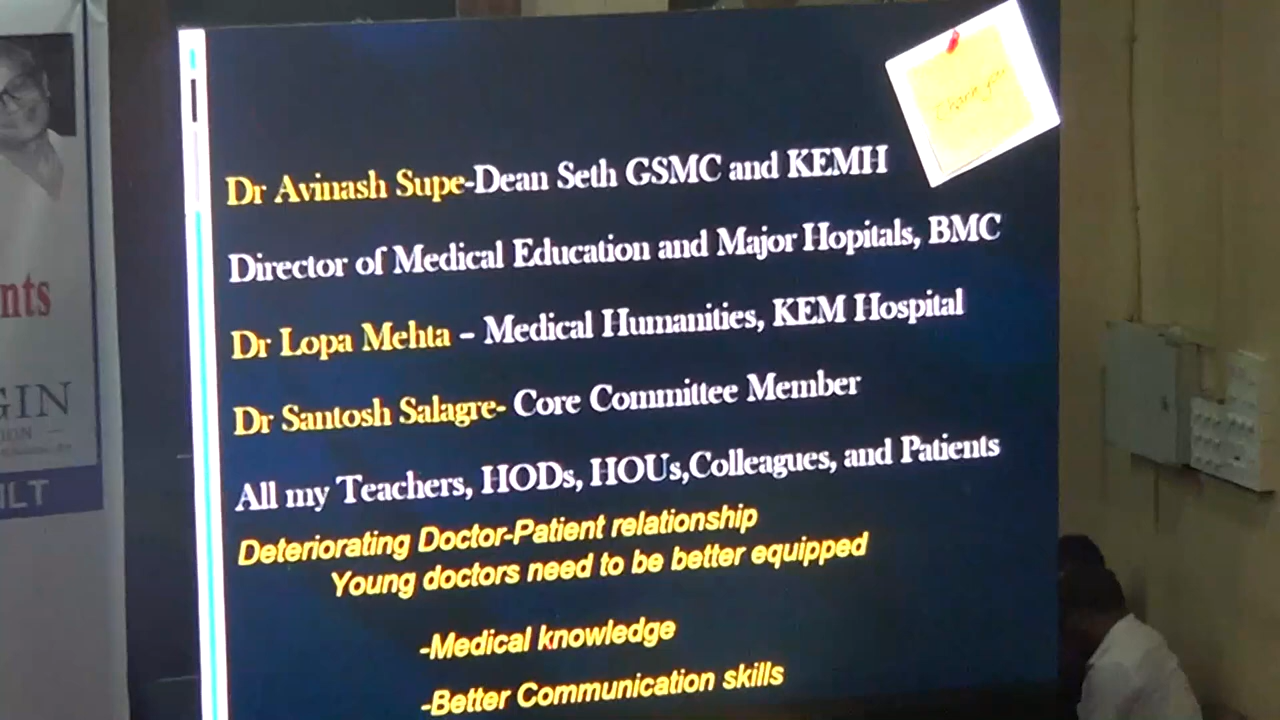 Thank you
Dr Avinash Supe-Dean Seth GSMC and KEMH
Director of Medical Education and Major Hopitals, BMC
Dr Lopa Mehta – Medical Humanities, KEM Hospital
Dr Santosh Salagre- Core Committee Member
All my Teachers, HODs, HOUs,Colleagues, and Patients
Deteriorating Doctor-Patient relationship
Young doctors need to be better equipped
-Medical knowledge
-Better Communication skills
nts
GIN
ILT